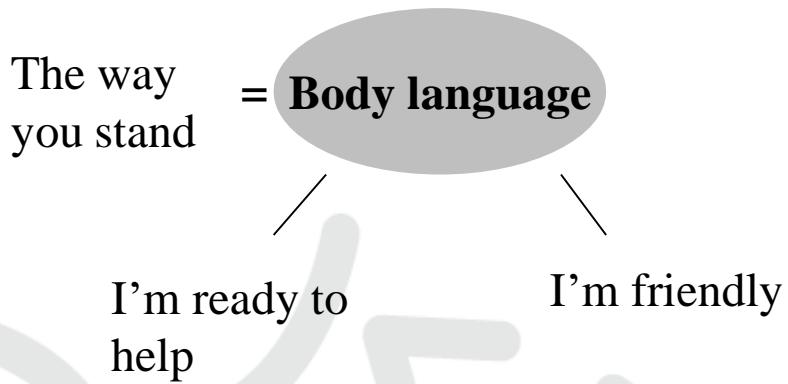 The way
you stand
= Body language
I’m ready to
help
I’m friendly